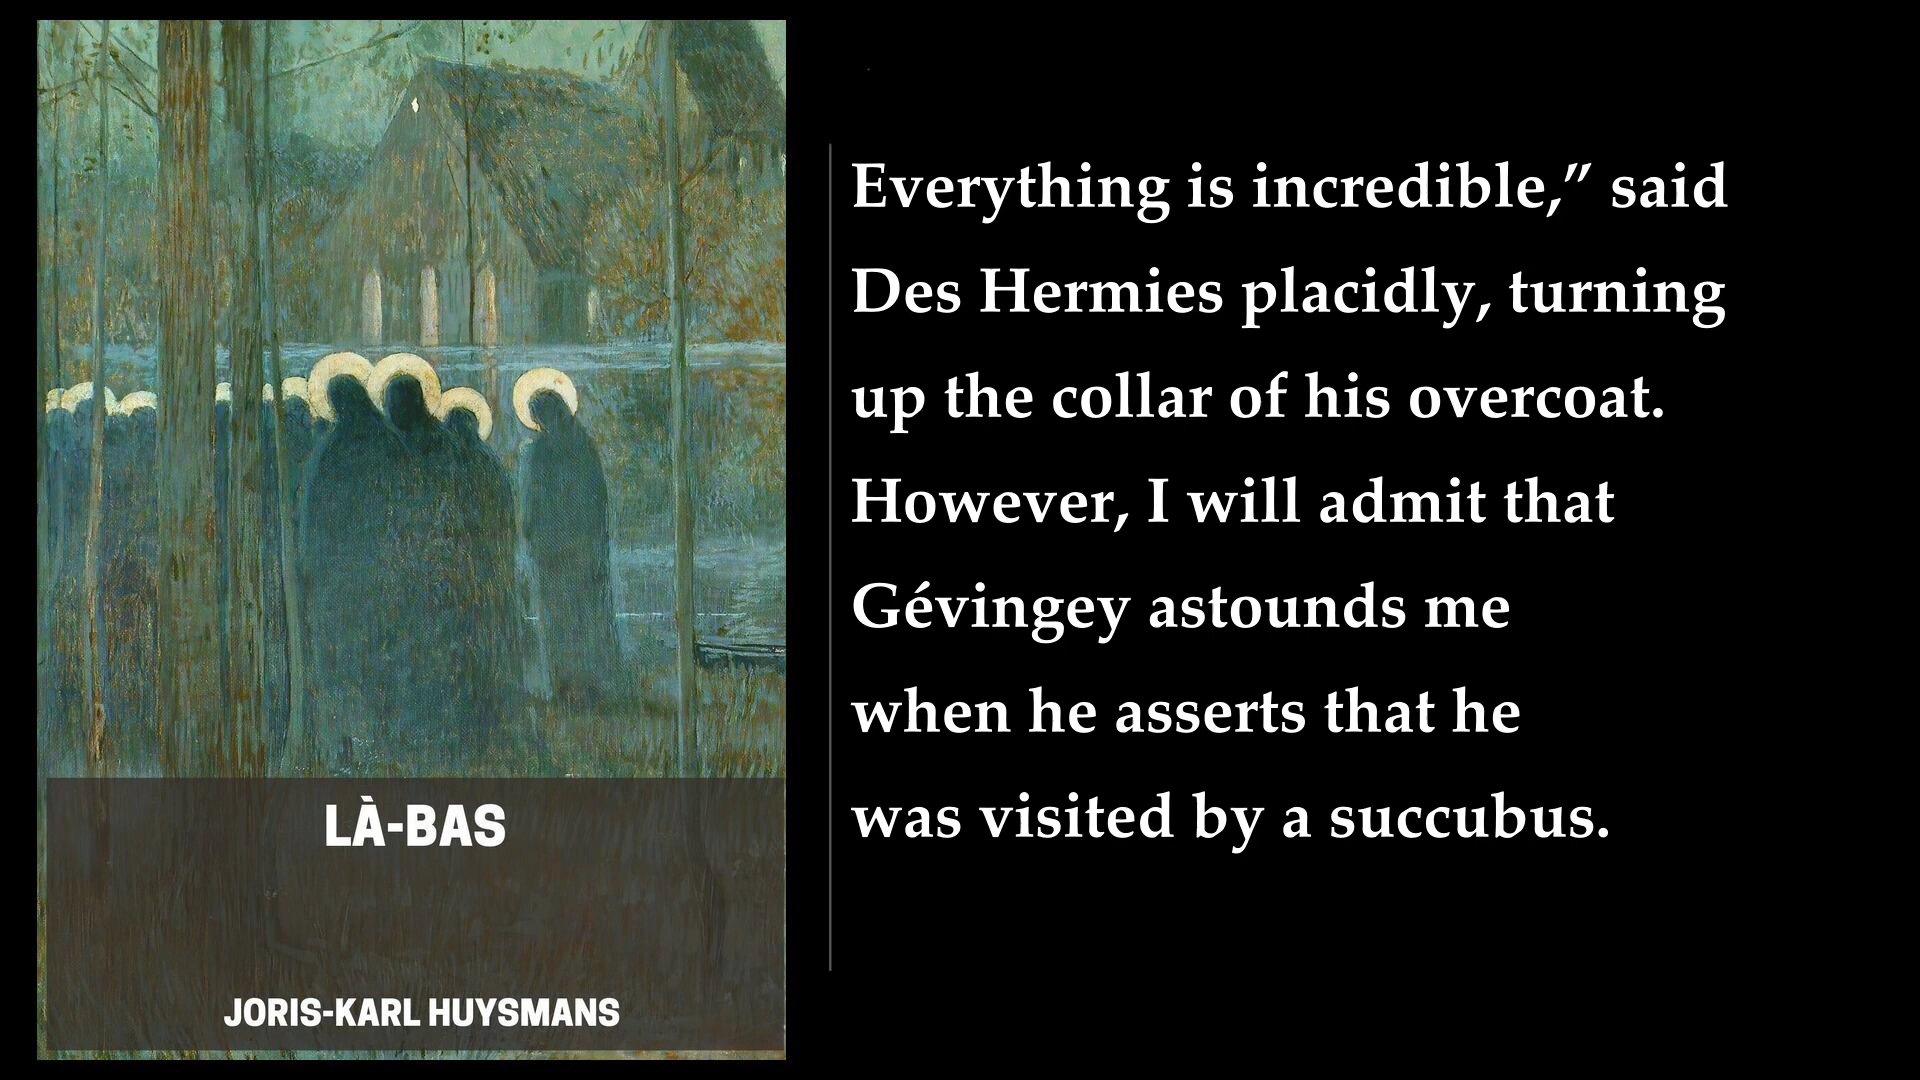 LÀ-BAS
JORIS-KARL HUYSMANS
Everything is incredible,” said
Des Hermies placidly, turning
up the collar of his overcoat.
However, I will admit that
Gévingey astounds me
when he asserts that he
was visited by a succubus.